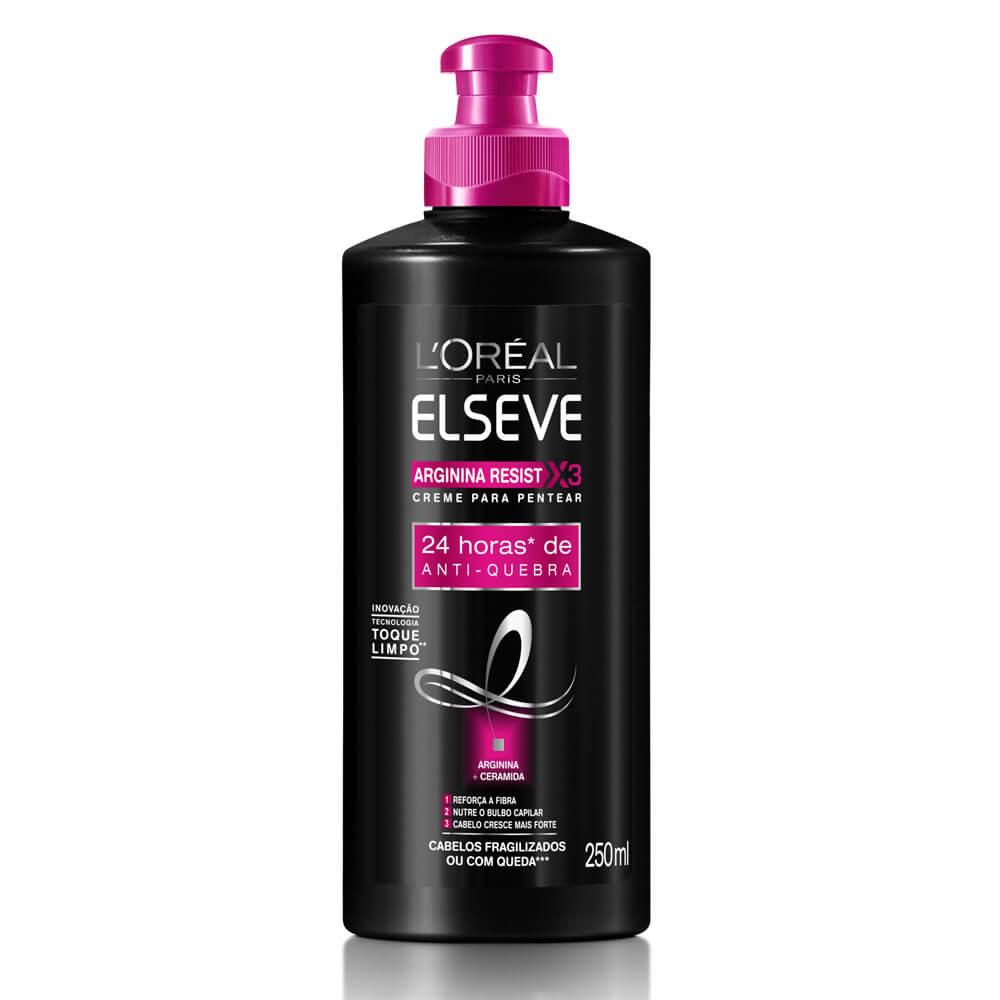 L'ORÉAL
PARIS
ELSEVE
ARGININA RESIST X3
CREME PARA PENTEAR
24 horas* de
ANTI-QUEBRA
INOVAÇÃO
TECNOLOGIA
TOQUE
LIMPO**
ARGININA
+ CERAMIDA
1 REFORÇA A FIBRA
2 NUTRE O BULBO CAPILAR
3 CABELO CRESCE MAIS FORTE
CABELOS FRAGILIZADOS
OU COM QUEDA***
250ml